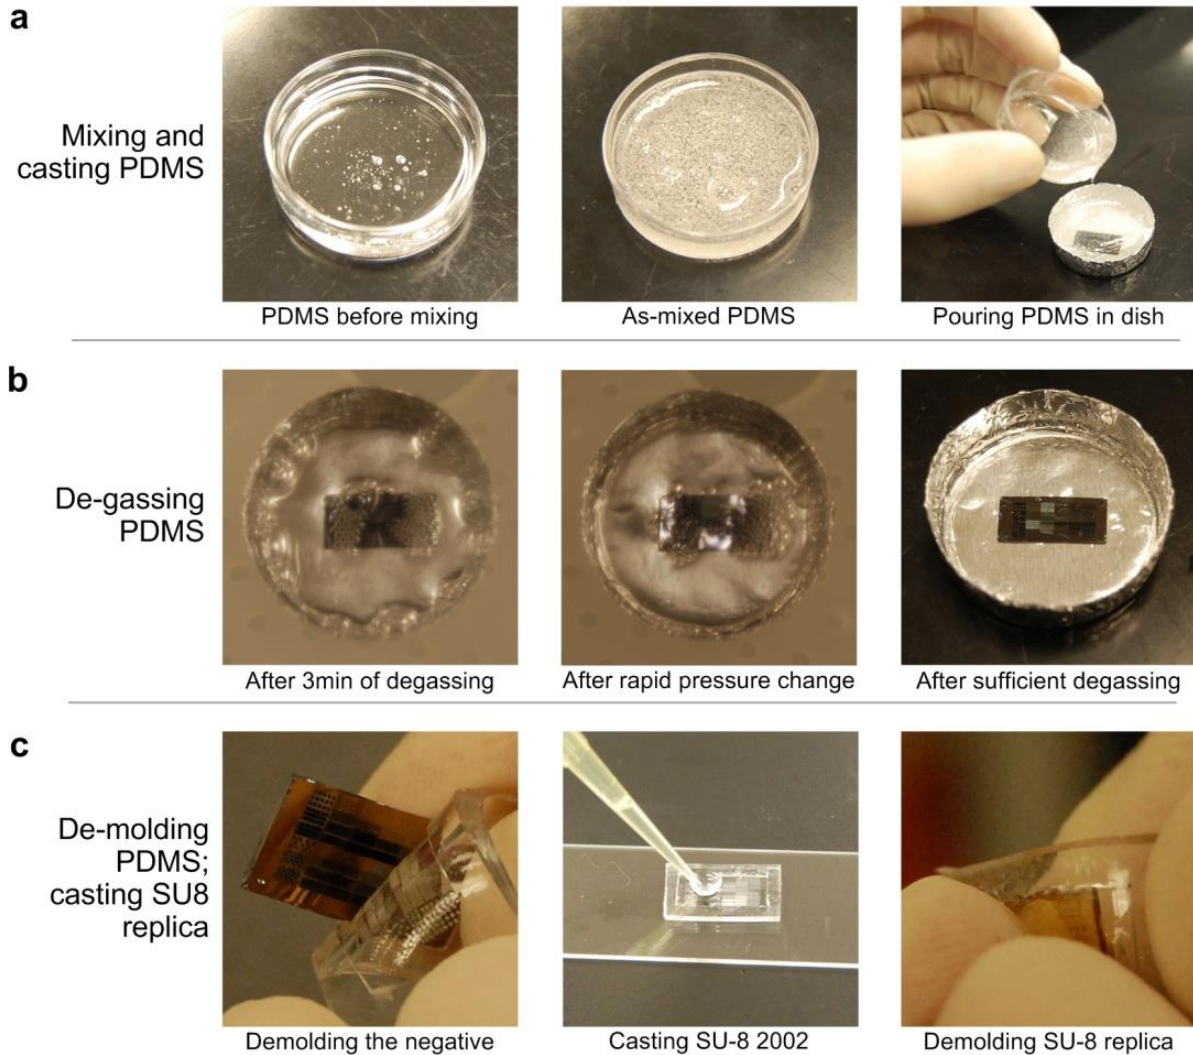 a
Mixing and
casting PDMS
PDMS before mixing
As-mixed PDMS
Pouring PDMS in dish
b
De-gassing
PDMS
After 3min of degassing
After rapid pressure change
After sufficient degassing
c
De-molding
PDMS;
casting SU8
replica
Demolding the negative
Casting SU-8 2002
Demolding SU-8 replica